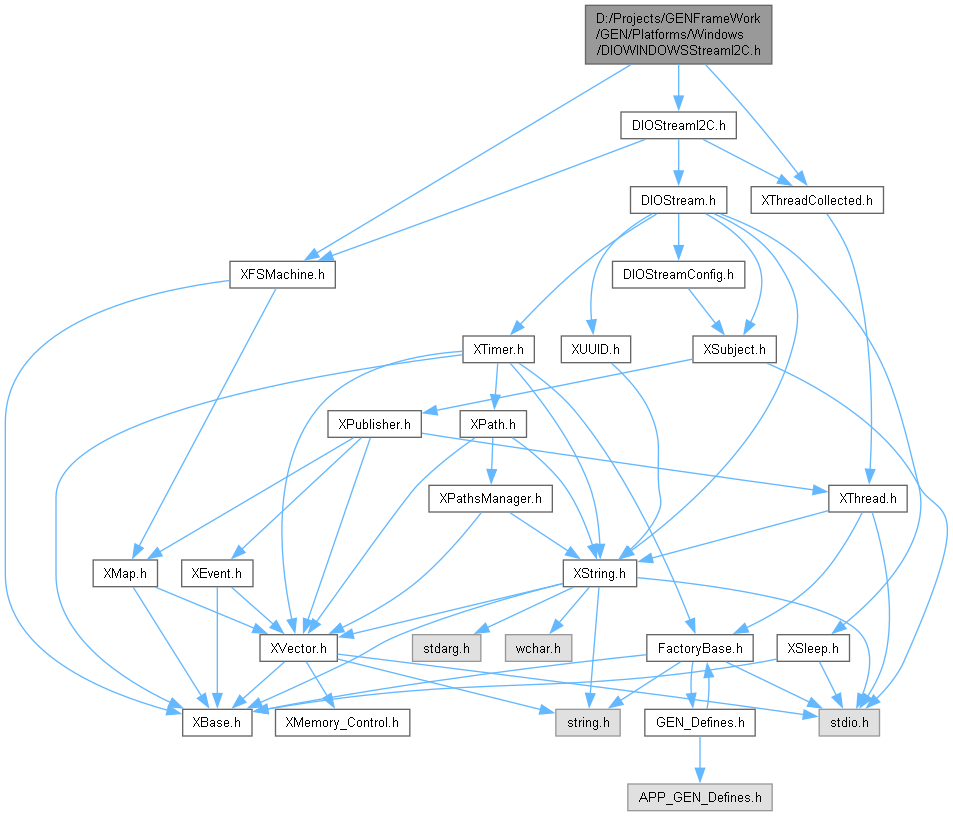 D:/Projects/GENFrameWork
/GEN/Platforms/Windows
/DIOWINDOWSStreamI2C.h
DIOStreamI2C.h
DIOStream.h
XThreadCollected.h
XFSMachine.h
DIOStreamConfig.h
XTimer.h
XUUID.h
XSubject.h
XPublisher.h
XPath.h
XPathsManager.h
XThread.h
XMap.h
XEvent.h
XString.h
XVector.h
stdarg.h
wchar.h
FactoryBase.h
XSleep.h
XBase.h
XMemory_Control.h
string.h
GEN_Defines.h
stdio.h
APP_GEN_Defines.h